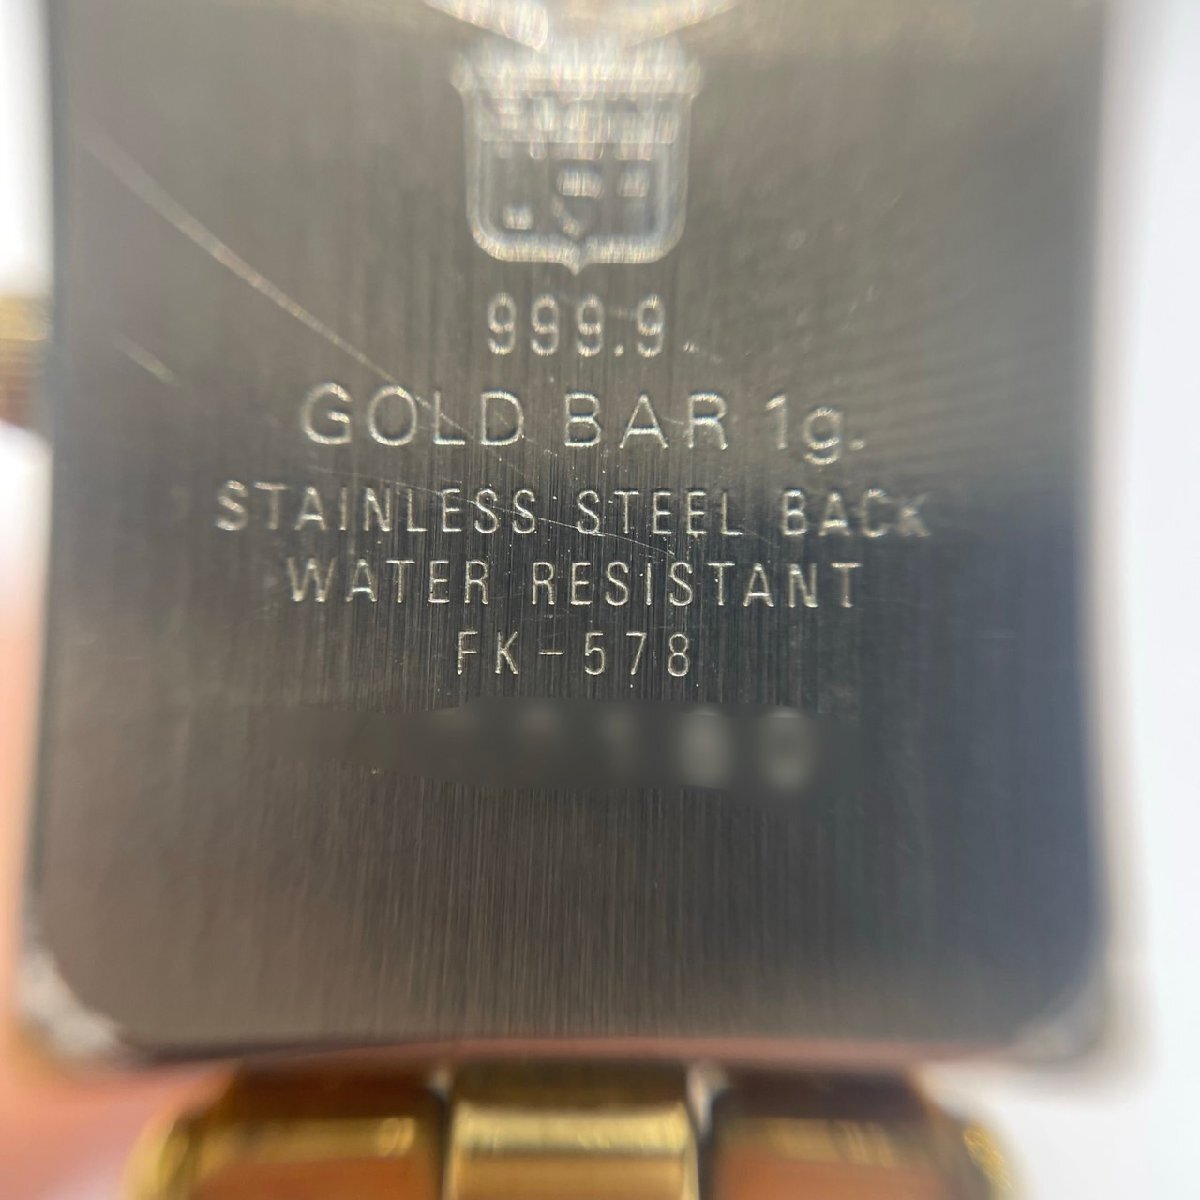 999.9
GOLD BAR 1g.
STAINLESS STEEL BACK
WATER RESISTANT
FK-578